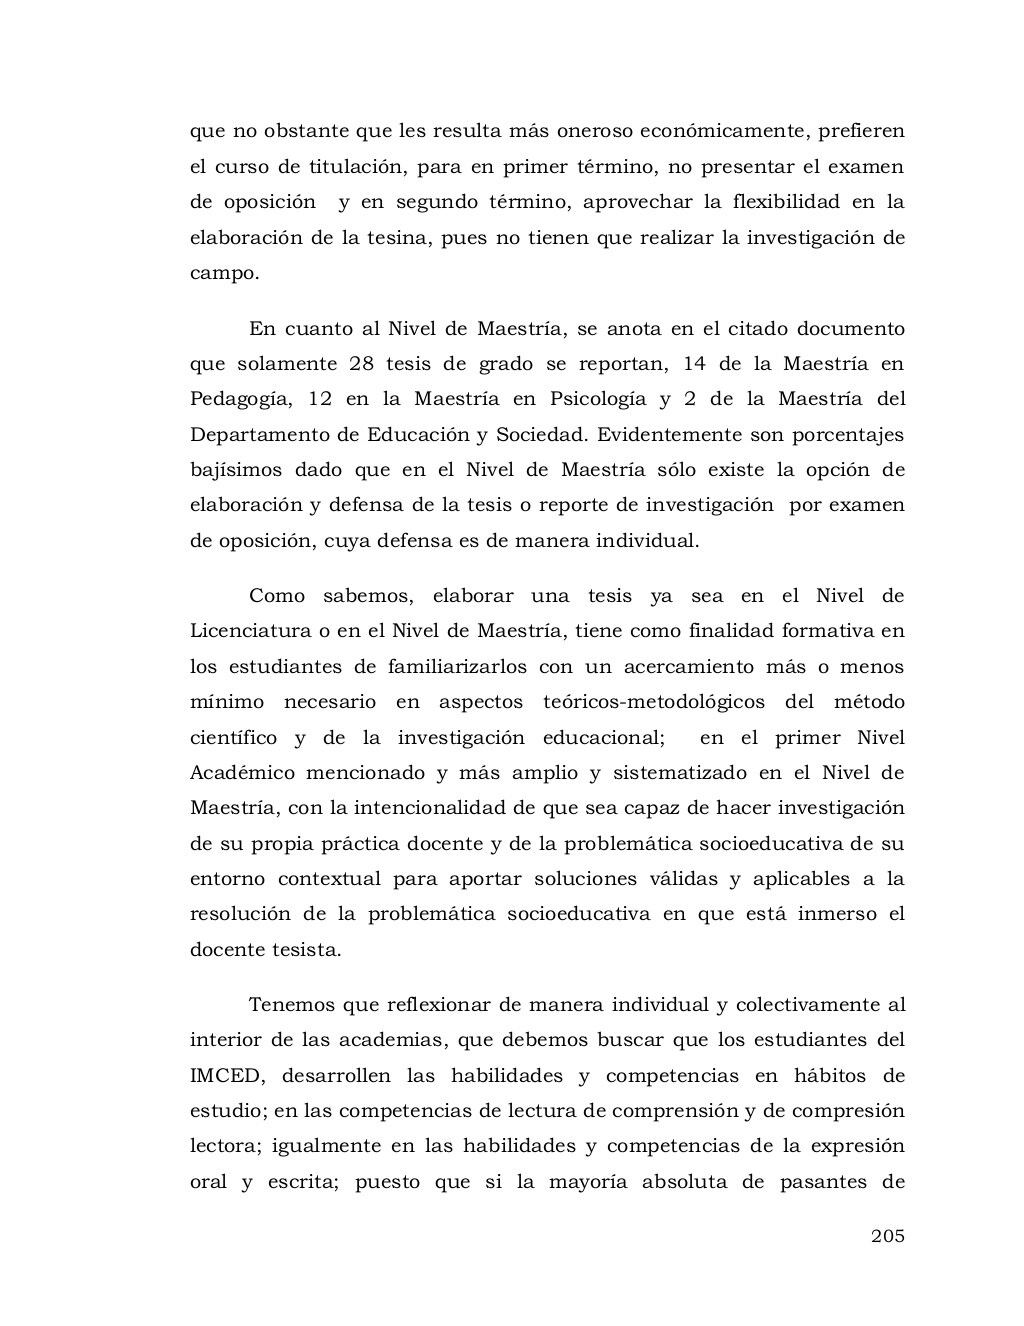 que no obstante que les resulta más oneroso económicamente, prefieren
el curso de titulación, para en primer término, no presentar el examen
de oposición  y en segundo término, aprovechar la flexibilidad en la
elaboración de la tesina, pues no tienen que realizar la investigación de
campo.
En cuanto al Nivel de Maestría, se anota en el citado documento
que solamente 28 tesis de grado se reportan, 14 de la Maestría en
Pedagogía, 12 en la Maestría en Psicología y 2 de la Maestría del
Departamento de Educación y Sociedad. Evidentemente son porcentajes
bajísimos dado que en el Nivel de Maestría sólo existe la opción de
elaboración y defensa de la tesis o reporte de investigación  por examen
de oposición, cuya defensa es de manera individual.
Como sabemos, elaborar una tesis ya sea en el Nivel de
Licenciatura o en el Nivel de Maestría, tiene como finalidad formativa en
los estudiantes de familiarizarlos con un acercamiento más o menos
mínimo necesario en aspectos teóricos-metodológicos del método
científico y de la investigación educacional;  en el primer Nivel
Académico mencionado y más amplio y sistematizado en el Nivel de
Maestría, con la intencionalidad de que sea capaz de hacer investigación
de su propia práctica docente y de la problemática socioeducativa de su
entorno contextual para aportar soluciones válidas y aplicables a la
resolución de la problemática socioeducativa en que está inmerso el
docente tesista.
Tenemos que reflexionar de manera individual y colectivamente al
interior de las academias, que debemos buscar que los estudiantes del
IMCED, desarrollen las habilidades y competencias en hábitos de
estudio; en las competencias de lectura de comprensión y de compresión
lectora; igualmente en las habilidades y competencias de la expresión
oral y escrita; puesto que si la mayoría absoluta de pasantes de
205